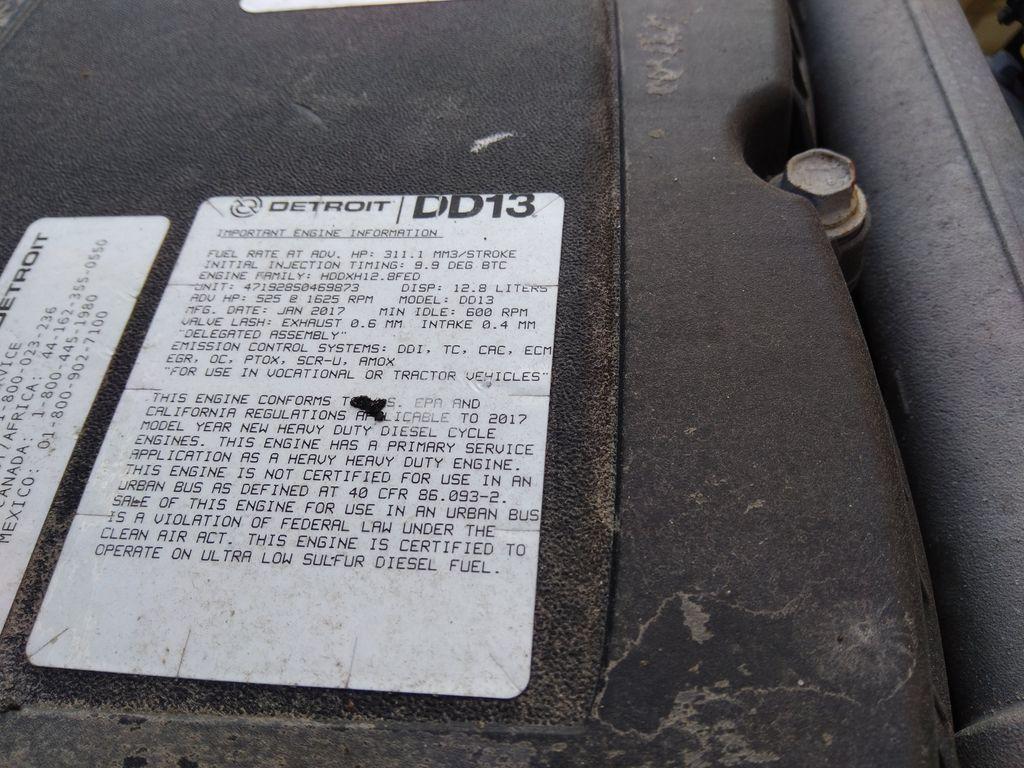 DETROIT | DD13
IMPORTANT ENGINE INFORMATION
FUEL RATE AT ADV. HP: 311.1 MM3/STROKE
INITIAL INJECTION TIMING: 9.9 DEG BTC
ENGINE FAMILY: HDDXH12.8FED
UNIT: 471928S0469873 DISP: 12.8 LITERS
ADV HP: 525 @ 1625 RPM MODEL: DD13
MFG. DATE: JAN 2017 MIN IDLE: 600 RPM
VALVE LASH: EXHAUST 0.6 MM INTAKE 0.4 MM
"DELEGATED ASSEMBLY"
EMISSION CONTROL SYSTEMS: DDI, TC, CAC, ECM
EGR, OC, PTOX, SCR-U, AMOX
"FOR USE IN VOCATIONAL OR TRACTOR VEHICLES"
THIS ENGINE CONFORMS EPA AND
CALIFORNIA REGULATIONS TO 2017
MODEL YEAR NEW HEAVY DUTY DIESEL CYCLE
ENGINES. THIS ENGINE HAS A PRIMARY SERVICE
APPLICATION AS A HEAVY HEAVY DUTY ENGINE.
THIS ENGINE IS NOT CERTIFIED FOR USE IN AN
URBAN BUS AS DEFINED AT 40 CFR 86.093-2.
SALE OF THIS ENGINE FOR USE IN AN URBAN BUS
IS A VIOLATION OF FEDERAL LAW UNDER THE
CLEAN AIR ACT. THIS ENGINE IS CERTIFIED TO
OPERATE ON ULTRA LOW SULFUR DIESEL FUEL.
ETROIT
1-800-023-236
/AFRICA: 44-162-355-0550
CANADA: 1-800-445-1980
MEXICO: 01-800-902-7100